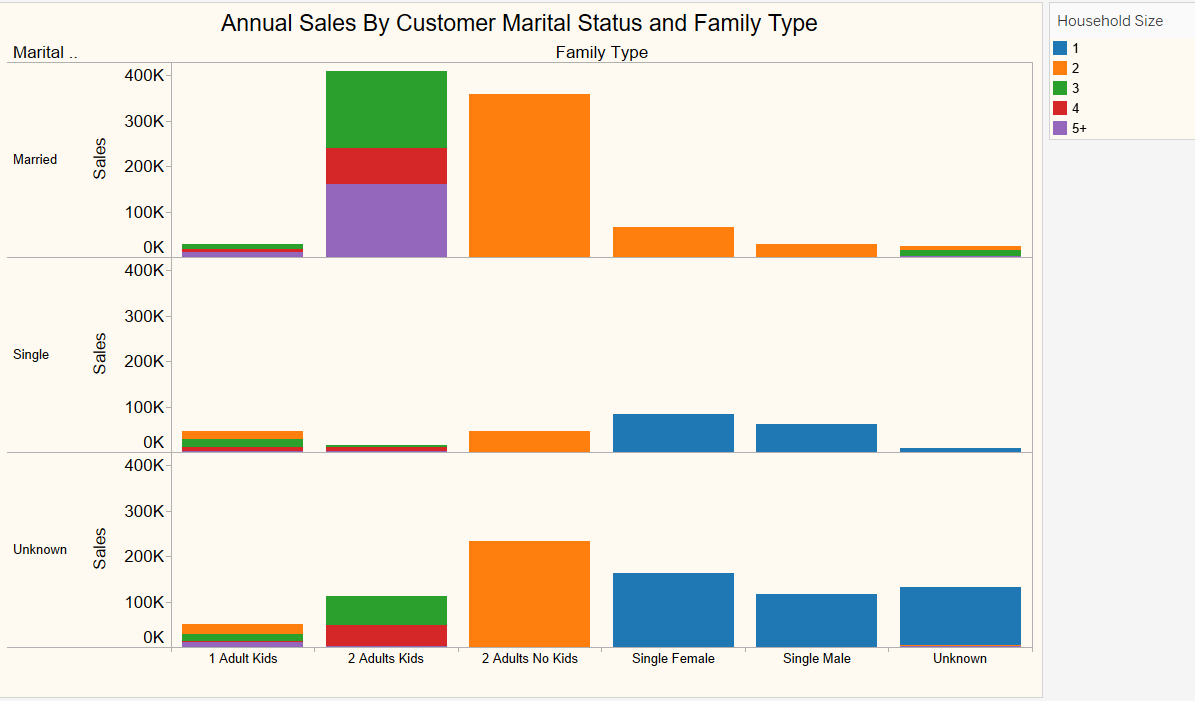 Annual Sales By Customer Marital Status and Family Type
Household Size
Marital ..
Family Type
1
2
3
4
5+
Married
Sales
400K
300K
200K
100K
0K
Single
Sales
400K
300K
200K
100K
0K
Unknown
Sales
400K
300K
200K
100K
0K
1 Adult Kids
2 Adults Kids
2 Adults No Kids
Single Female
Single Male
Unknown